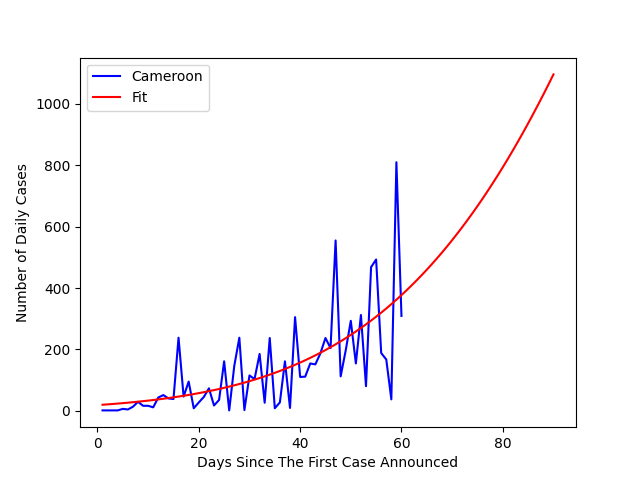 Cameroon
Fit
1000
800
600
400
200
0
Number of Daily Cases
0 20 40 60 80
Days Since The First Case Announced